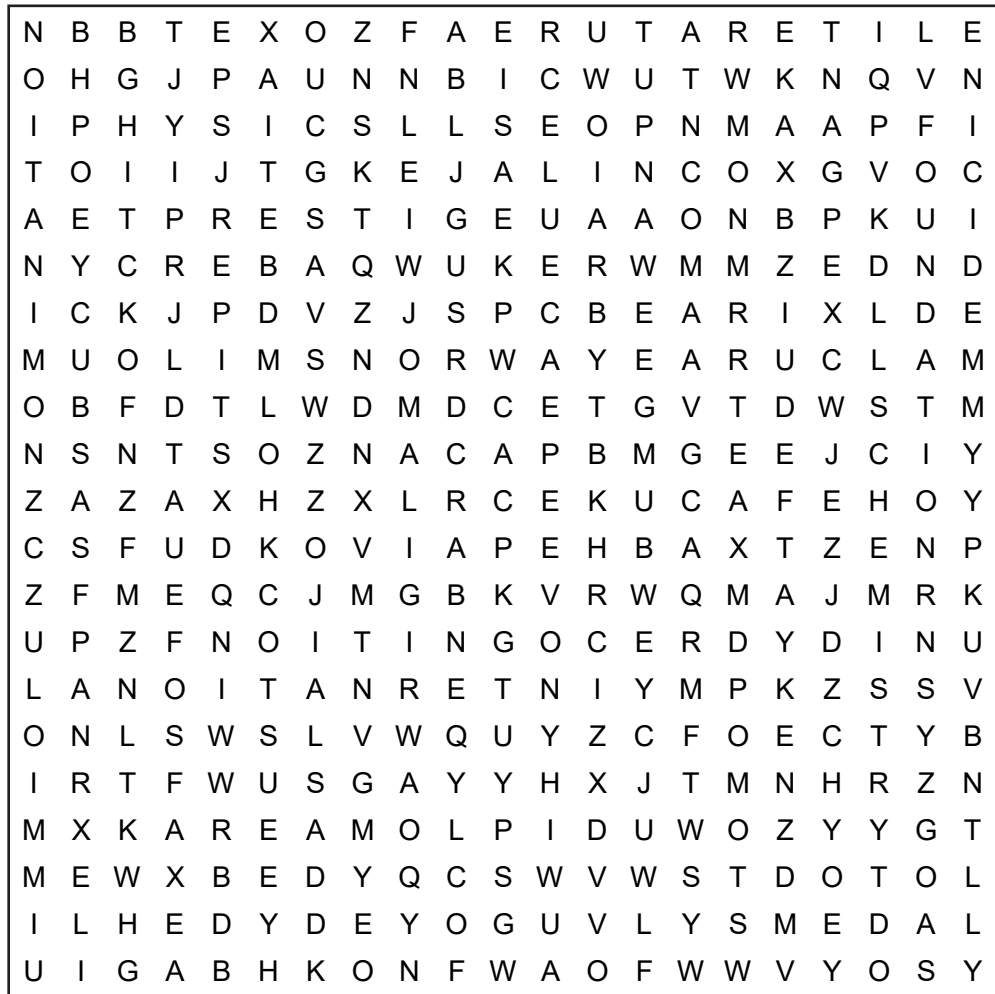 N B B T E X O Z F A E R U T A R E T I L E
O H G J P A U N N B I C W U T W K N Q V N
I P H Y S I C S L L S E O P N M A A P F I
T O I I J T G K E J A L I N C O X G V O C
A E T P R E S T I G E U A A O N B P K U I
N Y C R E B A Q W U K E R W M M Z E D N D
I C K J P D V Z J S P C B E A R I X L D E
M U O L I M S N O R W A Y E A R U C L A M
O B F D T L W D M D C E T G V T D W S T M
N S N T S O Z N A C A P B M G E E J C I Y
Z A Z A X H Z X L R C E K U C A F E H O Y
C S F U D K O V I A P E H B A X T Z E N P
Z F M E Q C J M G B K V R W Q M A J M R K
U P Z F N O I T I N G O C E R D Y D I N U
L A N O I T A N R E T N I Y M P K Z S S V
O N L S W S L V W Q U Y Z C F O E C T Y B
I R T F W U S G A Y Y H X J T M N H R Z N
M X K A R E A M O L P I D U W O Z Y Y G T
M E W X B E D Y Q C S W V W S T D O T O L
I L H E D Y D E Y O G U V L Y S M E D A L
U I G A B H K O N F W A O F W W V Y O S Y